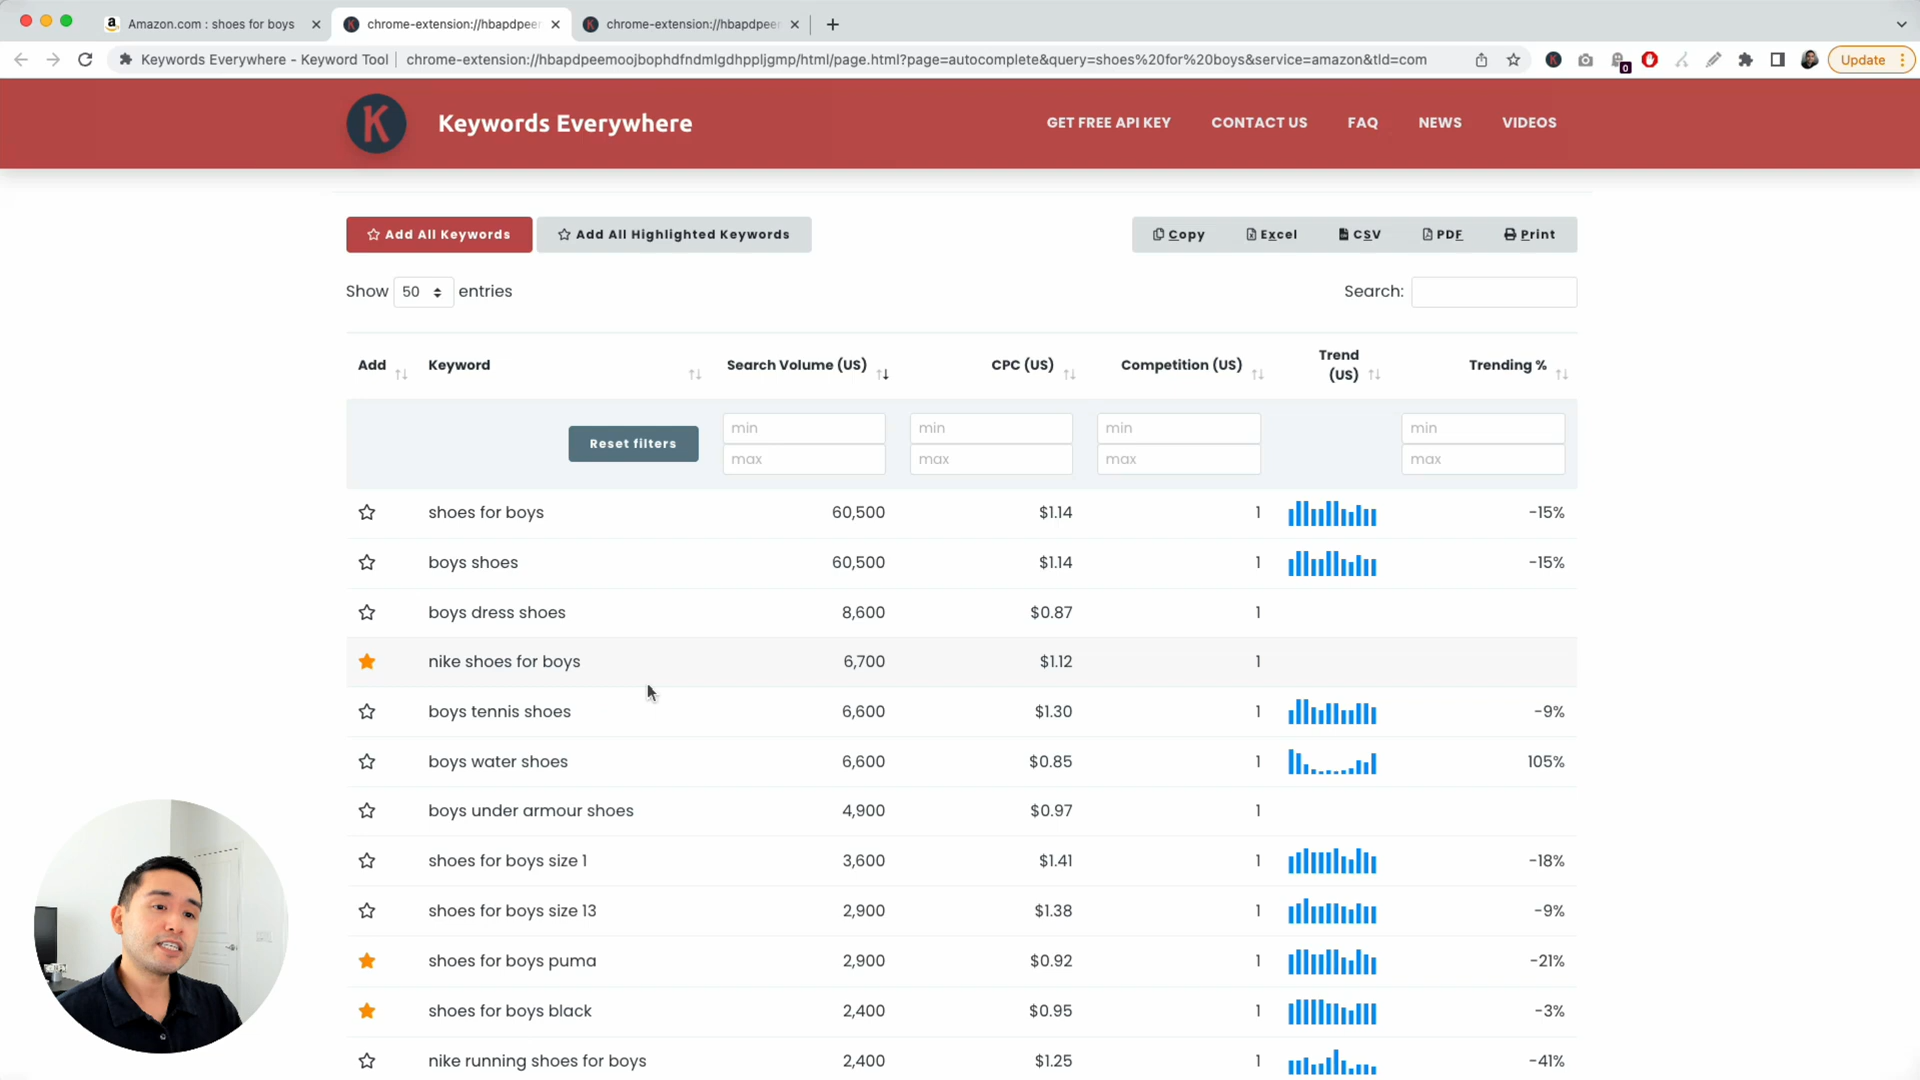 Amazon.com : shoes for boys
chrome-extension://hbapdpeem
chrome-extension://hbapdpee
Keywords Everywhere - Keyword Tool
chrome-extension://hbapdpeemoojbophdfndmlgdhppljgmp/html/page.html?page=autocomplete&query=shoes%20for%20boys&service=amazon&tld=com
0
Update
K
Keywords Everywhere
GET FREE API KEY CONTACT US FAQ NEWS VIDEOS
Add All Keywords Add All Highlighted Keywords
Copy Excel CSV PDF Print
Show 50 entries Search:
Add Keyword Search Volume (US) CPC (US) Competition (US) Trend (US) Trending %
Reset filters
min min min min
max max max max
shoes for boys 60,500 $1.14 1 -15%
boys shoes 60,500 $1.14 1 -15%
boys dress shoes 8,600 $0.87 1
nike shoes for boys 6,700 $1.12 1
boys tennis shoes 6,600 $1.30 1 -9%
boys water shoes 6,600 $0.85 1 105%
boys under armour shoes 4,900 $0.97 1
shoes for boys size 1 3,600 $1.41 1 -18%
shoes for boys size 13 2,900 $1.38 1 -9%
shoes for boys puma 2,900 $0.92 1 -21%
shoes for boys black 2,400 $0.95 1 -3%
nike running shoes for boys 2,400 $1.25 1 -41%